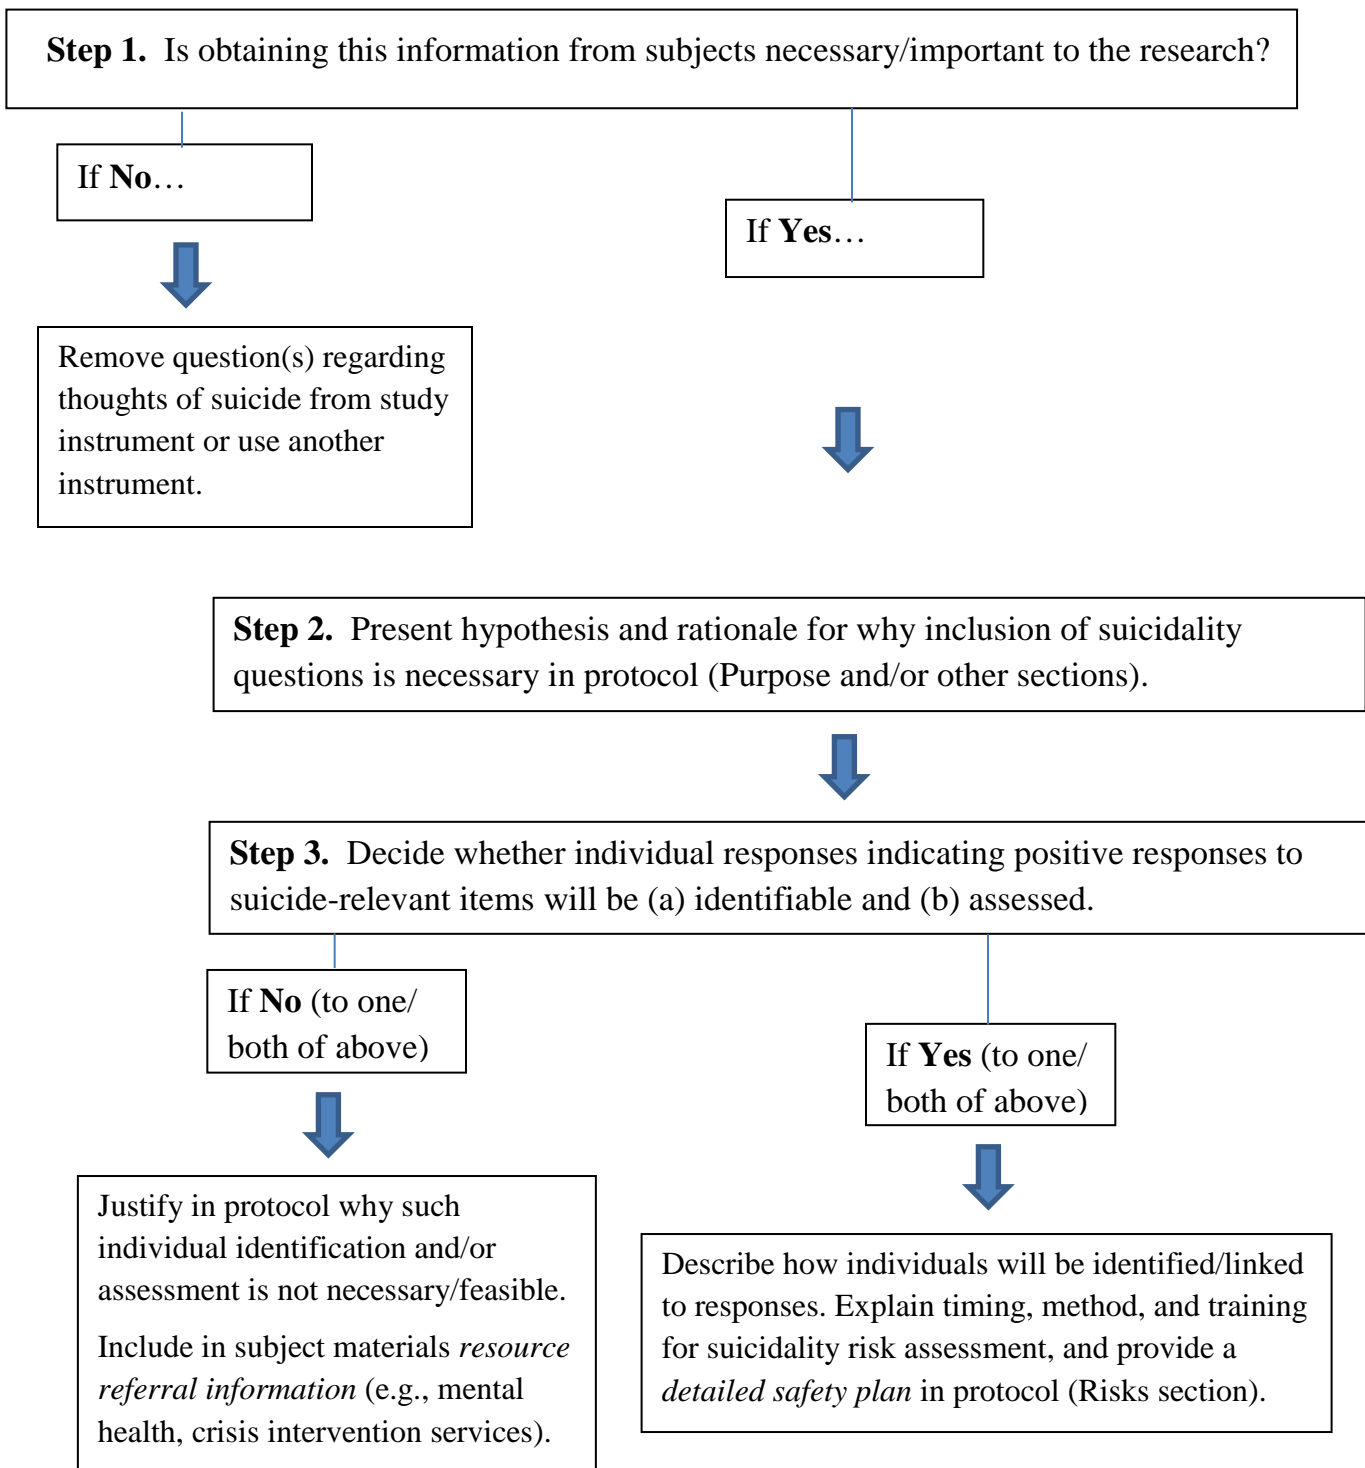 Step 1. Is obtaining this information from subjects necessary/important to the research?
If No…
If Yes…
Remove question(s) regarding
thoughts of suicide from study
instrument or use another
instrument.
Step 2. Present hypothesis and rationale for why inclusion of suicidality
questions is necessary in protocol (Purpose and/or other sections).
Step 3. Decide whether individual responses indicating positive responses to
suicide-relevant items will be (a) identifiable and (b) assessed.
If No (to one/
both of above)
If Yes (to one/
both of above)
Justify in protocol why such
individual identification and/or
assessment is not necessary/feasible.
Include in subject materials resource
referral information (e.g., mental
health, crisis intervention services).
Describe how individuals will be identified/linked
to responses. Explain timing, method, and training
for suicidality risk assessment, and provide a
detailed safety plan in protocol (Risks section).